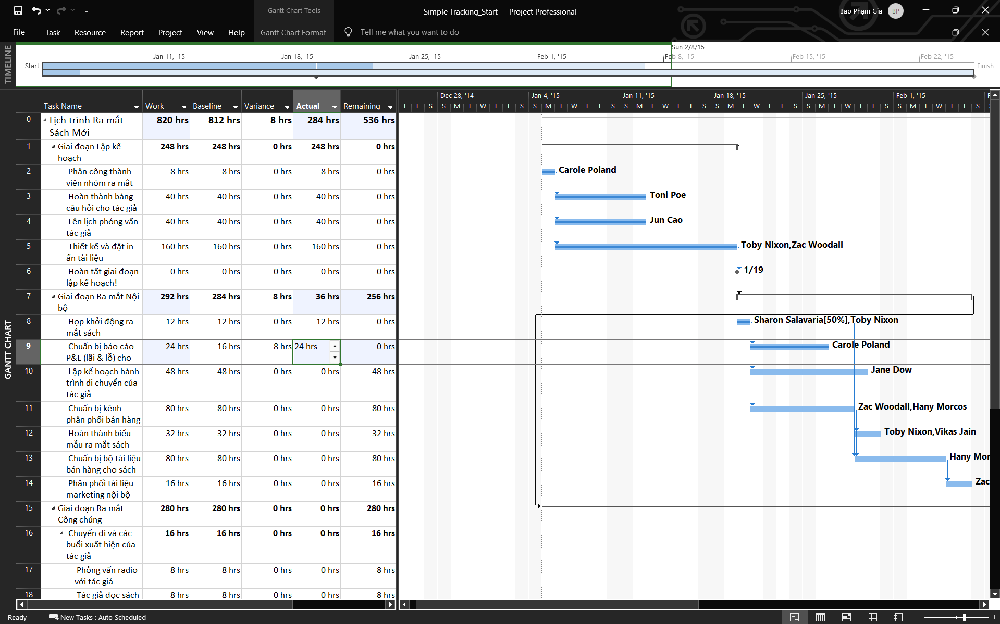 Gantt Chart Tools
Simple Tracking_Start - Project Professional
Bảo Phạm Gia
BP
File Task Resource Report Project View Help Gantt Chart Format Tell me what you want to do
TIMELINE
Sun 2/8/15
Jan 11, '15 Jan 18, '15 Jan 25, '15 Feb 1, '15 Feb 8, '15 Feb 15, '15 Feb 22, '15
Start
Finish
GANTT CHART
Task Name Work Baseline Variance Actual Remaining
Dec 28, '14 Jan 4, '15 Jan 11, '15 Jan 18, '15 Jan 25, '15 Feb 1, '15
T F S S M T W T F S S M T W T F S S M T W T F S S M T W T F S S M T W T F S S M T W T F S
0 Lịch trình Ra mắt 820 hrs 812 hrs 8 hrs 284 hrs 536 hrs
Sách Mới
1 Giai đoạn Lập kế 248 hrs 248 hrs 0 hrs 248 hrs 0 hrs
hoạch
2 Phân công thành 8 hrs 8 hrs 0 hrs 8 hrs 0 hrs Carole Poland
viên nhóm ra mắt
3 Hoàn thành bảng 40 hrs 40 hrs 0 hrs 40 hrs 0 hrs Toni Poe
câu hỏi cho tác giả
4 Lên lịch phỏng vấn 40 hrs 40 hrs 0 hrs 40 hrs 0 hrs Jun Cao
tác giả
5 Thiết kế và đặt in 160 hrs 160 hrs 0 hrs 160 hrs 0 hrs Toby Nixon,Zac Woodall
ấn tài liệu
6 Hoàn tất giai đoạn 0 hrs 0 hrs 0 hrs 0 hrs 0 hrs 1/19
lập kế hoạch!
7 Giai đoạn Ra mắt Nội 292 hrs 284 hrs 8 hrs 36 hrs 256 hrs
bộ
8 Họp khởi động ra 12 hrs 12 hrs 0 hrs 12 hrs 0 hrs Sharon Salavaria[50%],Toby Nixon
mắt sách
9 Chuẩn bị báo cáo 24 hrs 16 hrs 8 hrs 24 hrs 0 hrs Carole Poland
P&L (lãi & lỗ) cho
10 Lập kế hoạch hành 48 hrs 48 hrs 0 hrs 0 hrs 48 hrs Jane Dow
trình di chuyển của
tác giả
11 Chuẩn bị kênh 80 hrs 80 hrs 0 hrs 0 hrs 80 hrs Zac Woodall,Hany Morcos
phân phối bán hàng
12 Hoàn thành biểu 32 hrs 32 hrs 0 hrs 0 hrs 32 hrs Toby Nixon,Vikas Jain
mẫu ra mắt sách
13 Chuẩn bị bộ tài liệu 80 hrs 80 hrs 0 hrs 0 hrs 80 hrs Hany Mor
bán hàng cho sách
14 Phân phối tài liệu 16 hrs 16 hrs 0 hrs 0 hrs 16 hrs Zac
marketing nội bộ
15 Giai đoạn Ra mắt 280 hrs 280 hrs 0 hrs 0 hrs 280 hrs
Công chúng
16 Chuyến đi và các 16 hrs 16 hrs 0 hrs 0 hrs 16 hrs
buổi xuất hiện của
tác giả
17 Phỏng vấn radio 8 hrs 8 hrs 0 hrs 0 hrs 8 hrs
với tác giả
18 Tác giả đọc sách 8 hrs 8 hrs 0 hrs 0 hrs 8 hrs
Ready New Tasks : Auto Scheduled